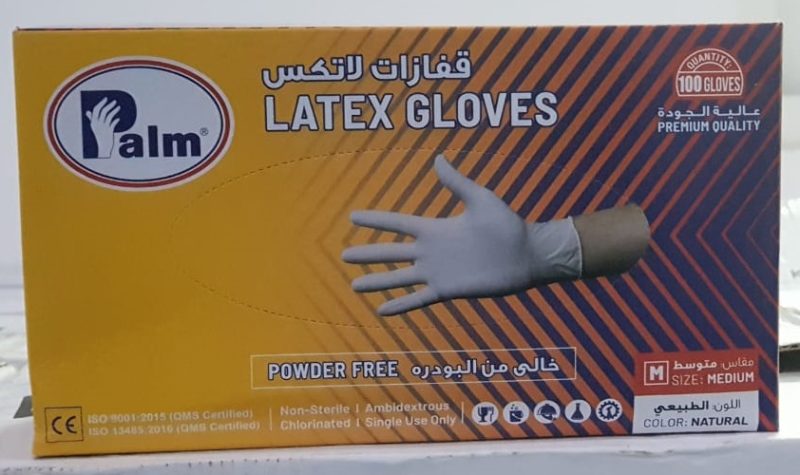 Palm®
قفازات لاتكس
LATEX GLOVES
QUANTITY:
100 GLOVES
عالية الجودة
PREMIUM QUALITY
POWDER FREE خالي من البودره
M
مقاس: متوسط
SIZE: MEDIUM
اللون: الطبيعي
COLOR: NATURAL
CE
ISO 9001:2015 (QMS Certified)
ISO 13485:2016 (QMS Certified)
Non-Sterile | Ambidextrous
Chlorinated | Single Use Only